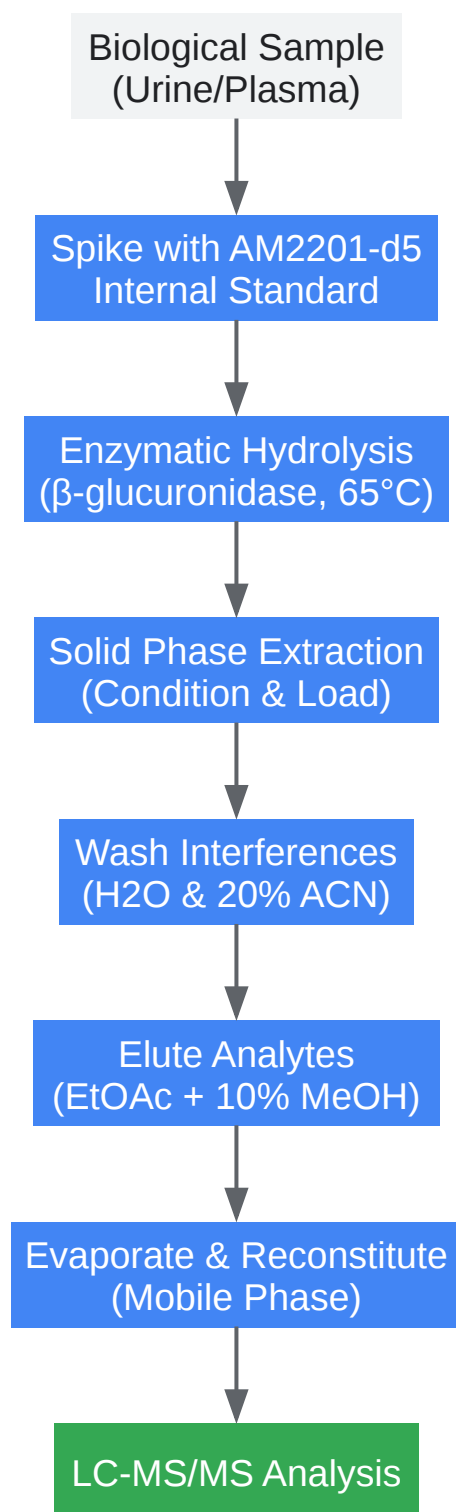 Biological Sample
(Urine/Plasma)
Spike with AM2201-d5
Internal Standard
Enzymatic Hydrolysis
(β-glucuronidase, 65°C)
Solid Phase Extraction
(Condition & Load)
Wash Interferences
(H2O & 20% ACN)
Elute Analytes
(EtOAc + 10% MeOH)
Evaporate & Reconstitute
(Mobile Phase)
LC-MS/MS Analysis